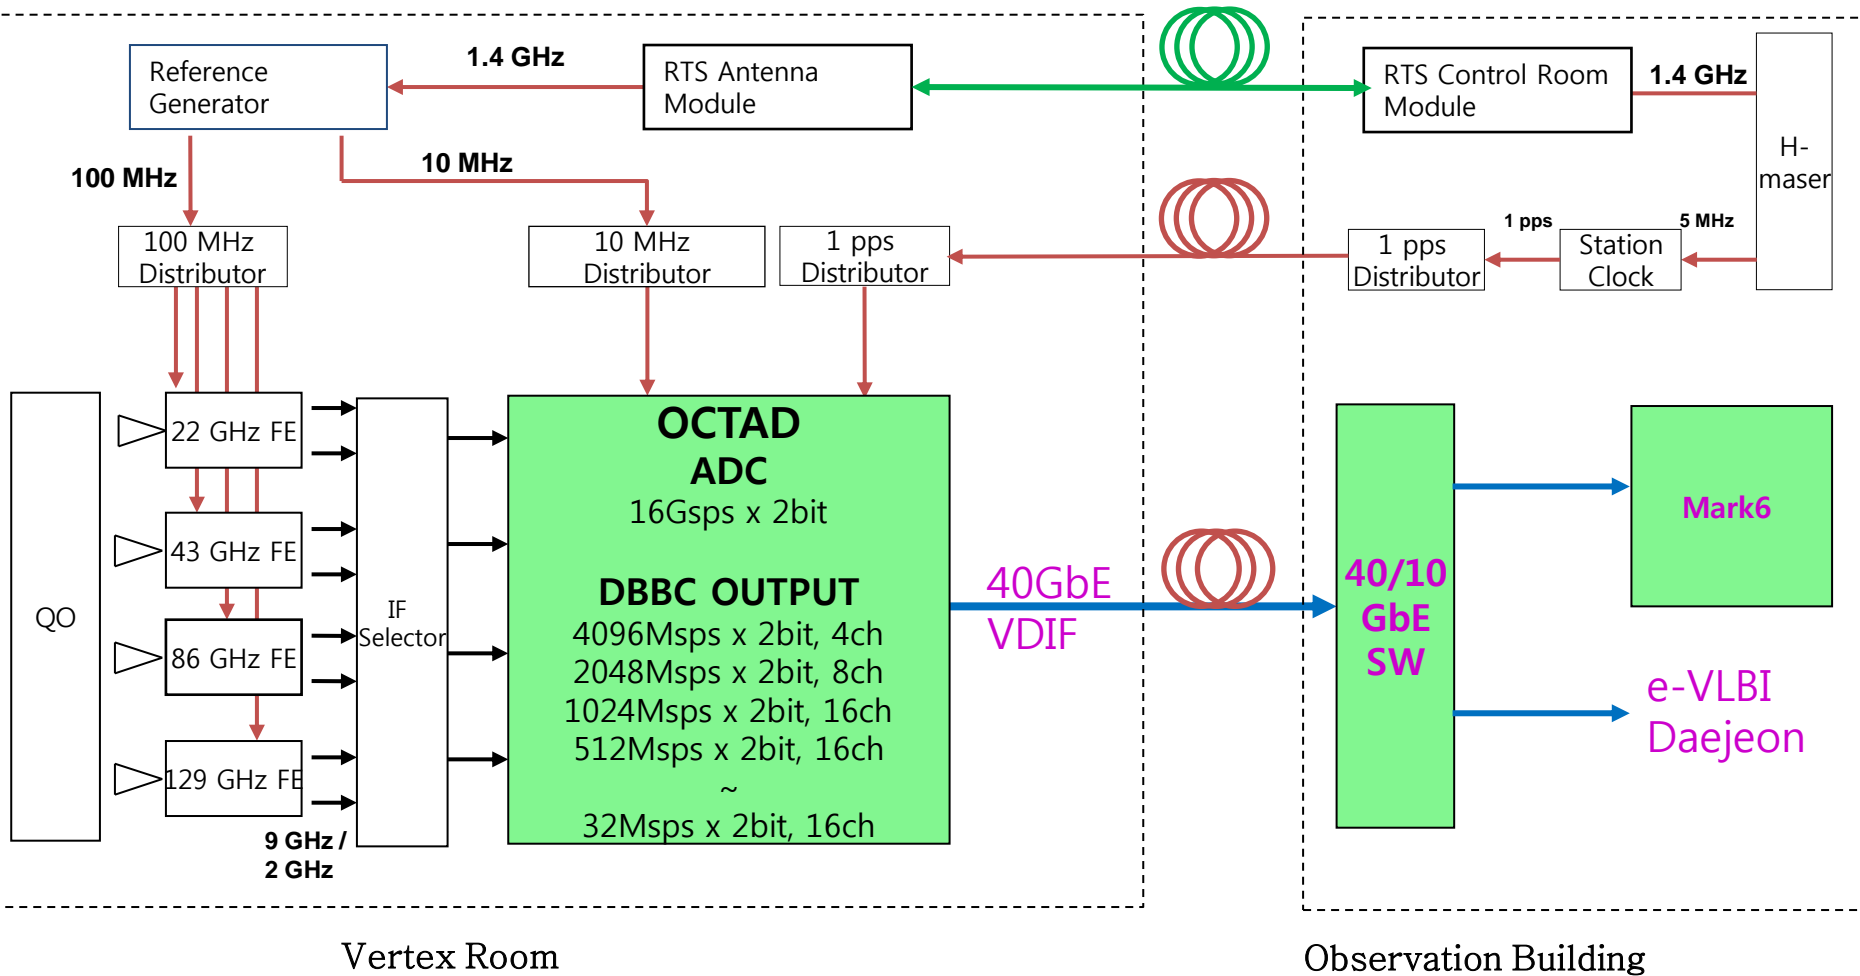 Reference
Generator
1.4 GHz
RTS Antenna
Module
RTS Control Room
Module
1.4 GHz
H-
maser
100 MHz
10 MHz
100 MHz
Distributor
10 MHz
Distributor
1 pps
Distributor
1 pps
Distributor
1 pps
Station
Clock
5 MHz
QO
22 GHz FE
43 GHz FE
86 GHz FE
129 GHz FE
9 GHz /
2 GHz
IF
Selector
OCTAD
ADC
16Gsps x 2bit
DBBC OUTPUT
4096Msps x 2bit, 4ch
2048Msps x 2bit, 8ch
1024Msps x 2bit, 16ch
512Msps x 2bit, 16ch
~
32Msps x 2bit, 16ch
40GbE
VDIF
40/10
GbE
SW
Mark6
e-VLBI
Daejeon
Vertex Room
Observation Building